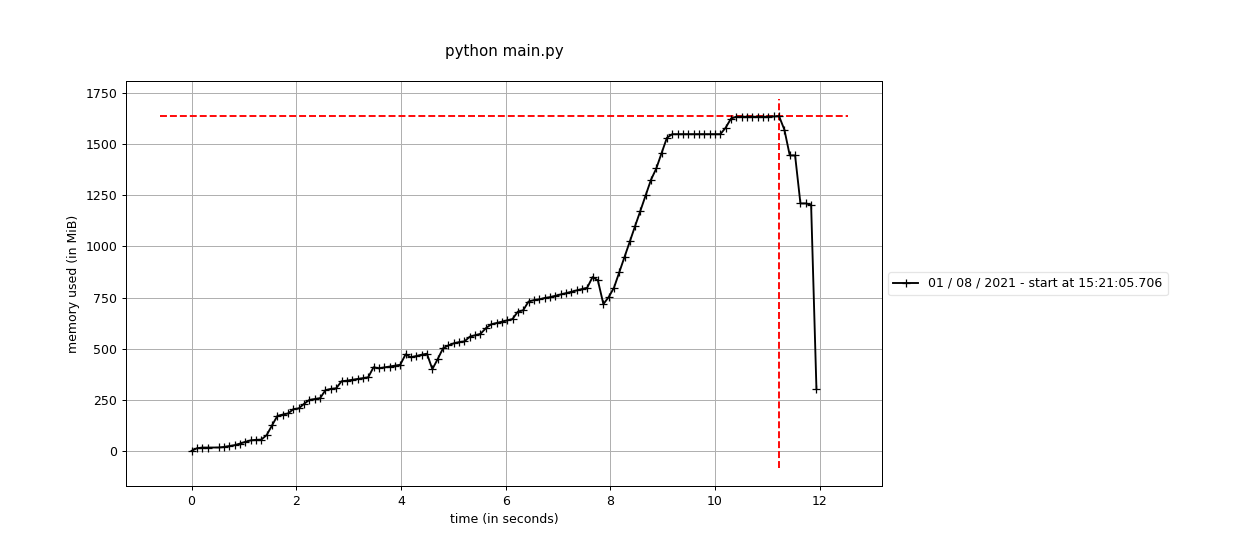 python main.py
1750
1500
1250
1000
750
500
250
0
memory used (in MiB)
0 2 4 6 8 10 12
time (in seconds)
01 / 08 / 2021 - start at 15:21:05.706